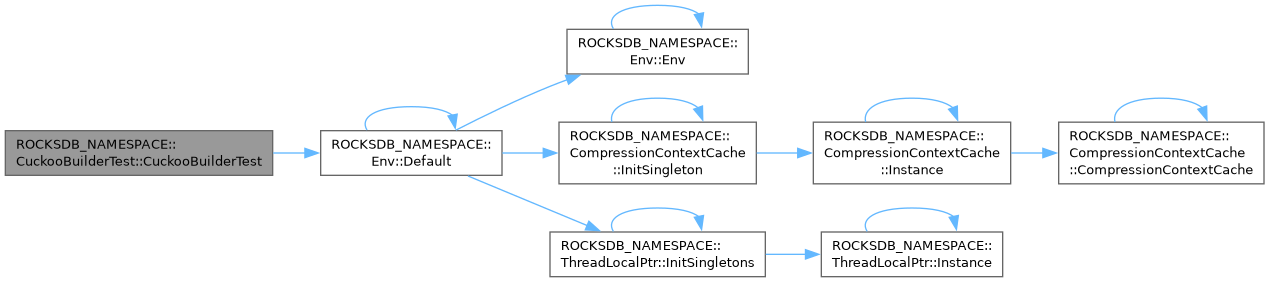 ROCKSDB_NAMESPACE::
CuckooBuilderTest::CuckooBuilderTest
ROCKSDB_NAMESPACE::
Env::Default
ROCKSDB_NAMESPACE::
Env::Env
ROCKSDB_NAMESPACE::
CompressionContextCache
::InitSingleton
ROCKSDB_NAMESPACE::
CompressionContextCache
::Instance
ROCKSDB_NAMESPACE::
CompressionContextCache
::CompressionContextCache
ROCKSDB_NAMESPACE::
ThreadLocalPtr::InitSingletons
ROCKSDB_NAMESPACE::
ThreadLocalPtr::Instance